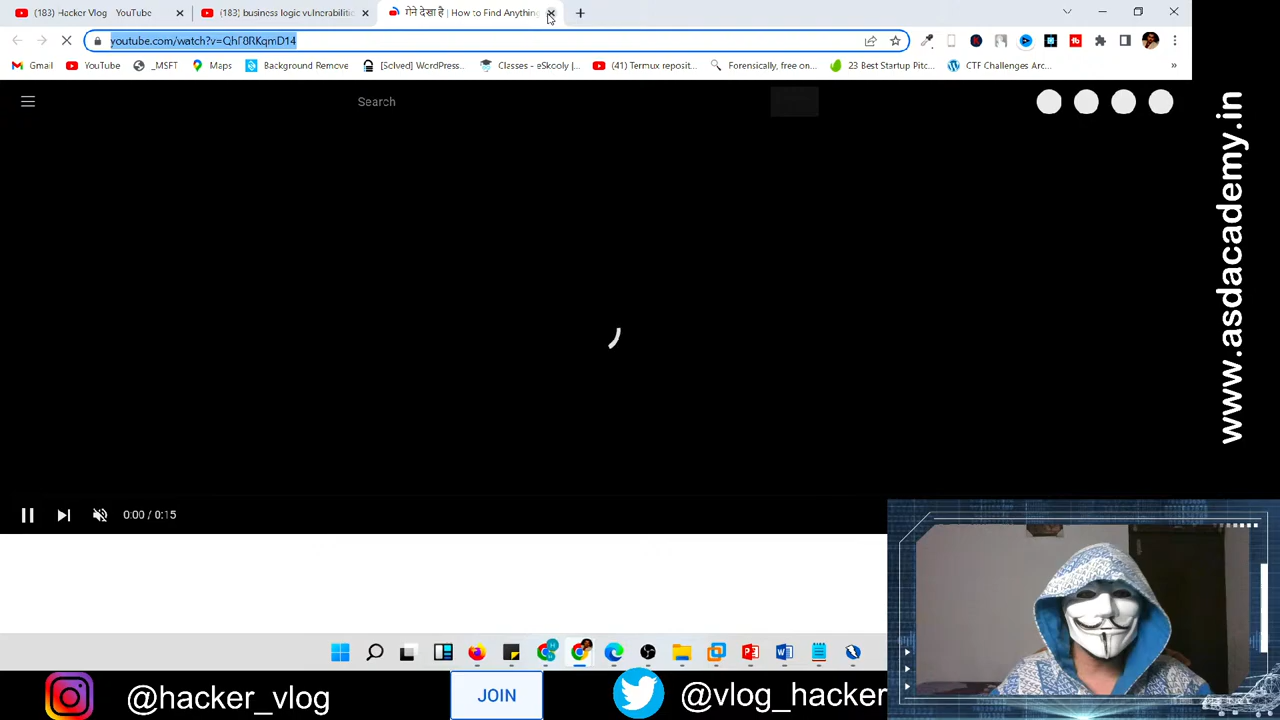 (183) Hacker Vlog - YouTube
(183) business logic vulnerabilitie
गेने देखा है | How to Find Anything
youtube.com/watch?v=QhF8RKqmD14
Gmail
YouTube
_MSFT
Maps
Background Remove
[Solved] WordPress...
Classes - eSkooly |...
(41) Termux reposit...
Forensically, free on...
23 Best Startup Pitc...
CTF Challenges Arc...
»
Search
0:00 / 0:15
www.asdacademy.in
@hacker_vlog
JOIN
@vlog_hacker